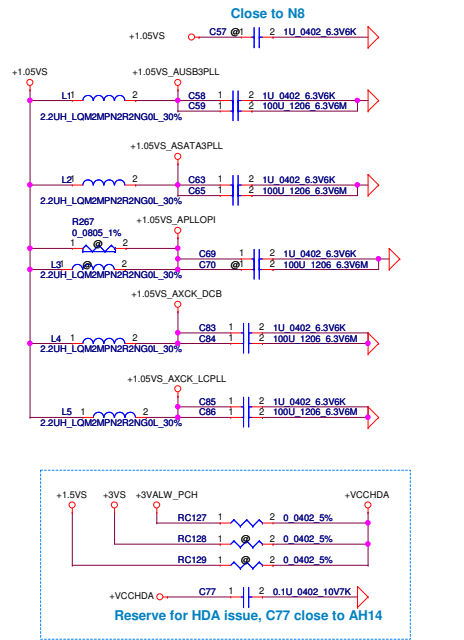 Close to N8
+1.05VS C57 @ 1 2 1U_0402_6.3V6K
+1.05VS +1.05VS_AUSB3PLL
L1 1 2 C58 1 2 1U_0402_6.3V6K
C59 1 2 100U_1206_6.3V6M
2.2UH_LQM2MPN2R2NG0L_30%
+1.05VS_ASATA3PLL
L2 1 2 C63 1 2 1U_0402_6.3V6K
C65 1 2 100U_1206_6.3V6M
2.2UH_LQM2MPN2R2NG0L_30%
R267 +1.05VS_APLLOPI
0_0805_1%
1 @ 2 C69 1 2 1U_0402_6.3V6K
L3 1 @ 2 C70 @ 1 2 100U_1206_6.3V6M
2.2UH_LQM2MPN2R2NG0L_30%
+1.05VS_AXCK_DCB
C83 1 2 1U_0402_6.3V6K
L4 1 2 C84 1 2 100U_1206_6.3V6M
2.2UH_LQM2MPN2R2NG0L_30%
+1.05VS_AXCK_LCPLL
C85 1 2 1U_0402_6.3V6K
L5 1 2 C86 1 2 100U_1206_6.3V6M
2.2UH_LQM2MPN2R2NG0L_30%
+1.5VS +3VS +3VALW_PCH +VCCHDA
RC127 1 2 0_0402_5%
RC128 1 @ 2 0_0402_5%
RC129 1 @ 2 0_0402_5%
+VCCHDA C77 1 2 0.1U_0402_10V7K
Reserve for HDA issue, C77 close to AH14